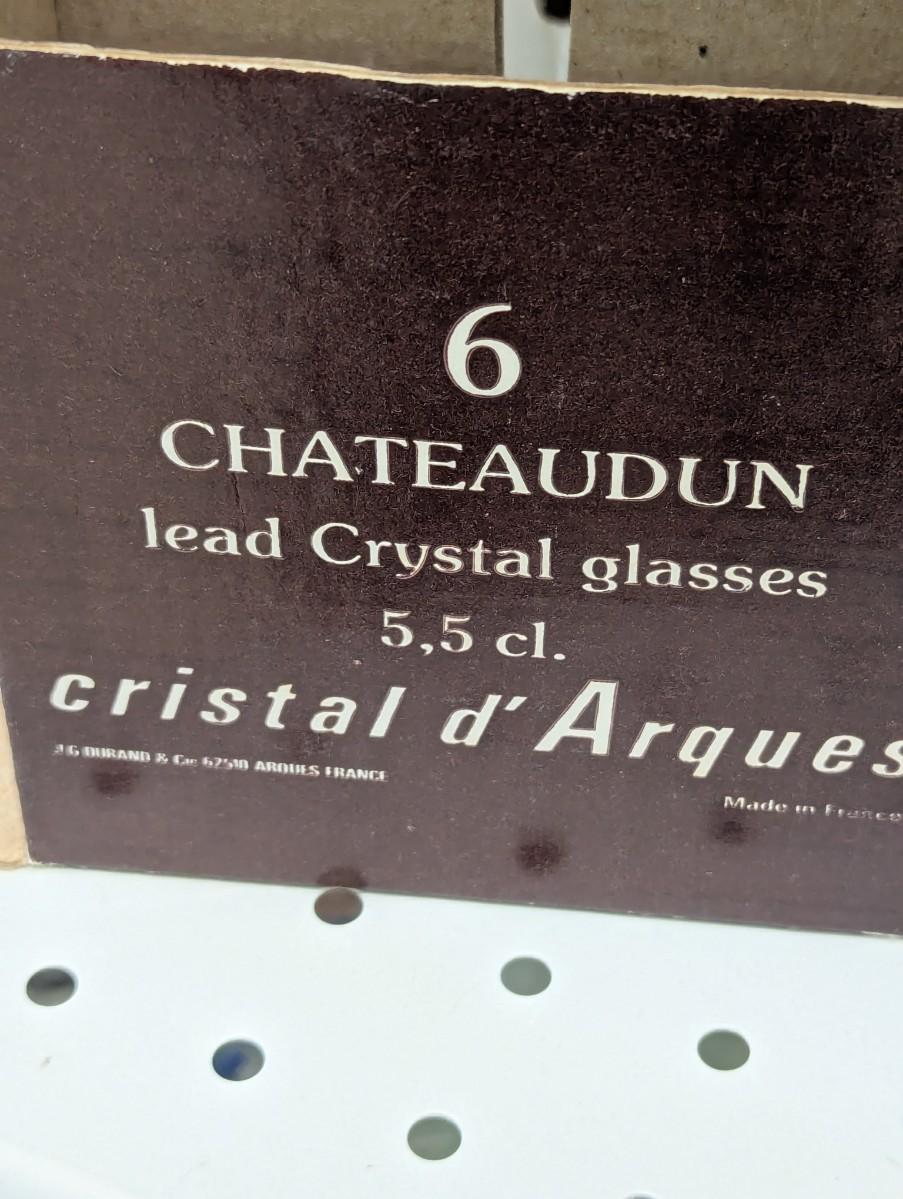 6
CHATEAUDUN
lead Crystal glasses
5,5 cl.
cristal d'Arques
J G DURAND & Cie 62510 ARQUES FRANCE
Made in France